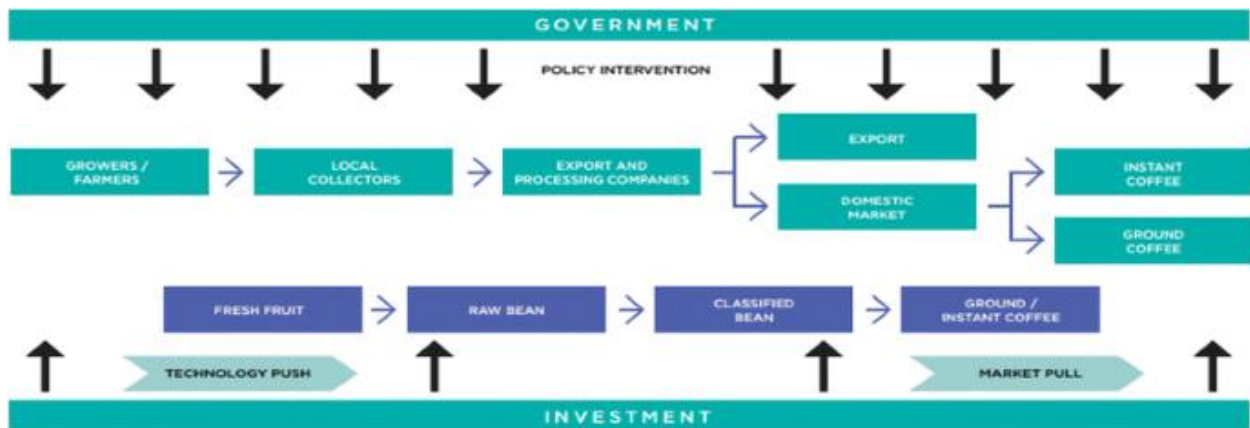 GOVERNMENT
POLICY INTERVENTION
GROWERS /
FARMERS
LOCAL
COLLECTORS
EXPORT AND
PROCESSING COMPANIES
EXPORT
DOMESTIC
MARKET
INSTANT
COFFEE
GROUND
COFFEE
FRESH FRUIT
RAW BEAN
CLASSIFIED
BEAN
GROUND /
INSTANT COFFEE
TECHNOLOGY PUSH
MARKET PULL
INVESTMENT